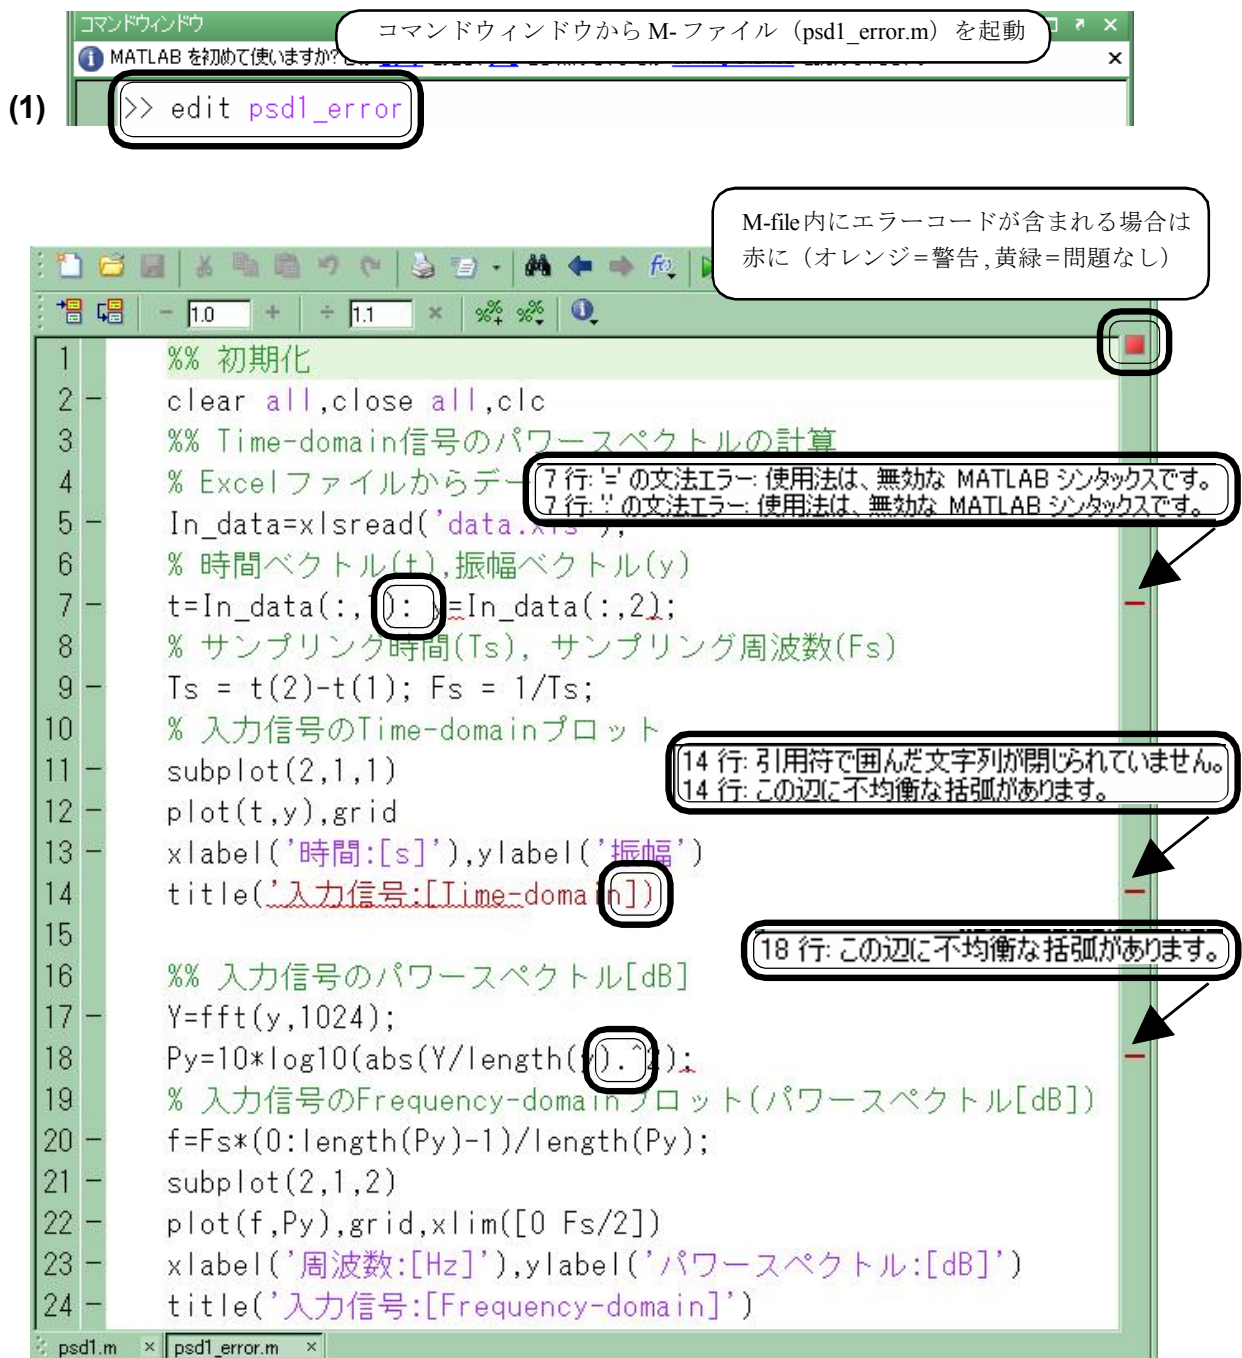 コマンドウィンドウ
コマンドウィンドウから M-ファイル（psd1_error.m）を起動
MATLAB を初めて使いますか?
(1)
>> edit psd1_error
M-file内にエラーコードが含まれる場合は
赤に（オレンジ=警告,黄緑=問題なし）
1.0
1.1
1 %% 初期化
2 − clear all,close all,clc
3 %% Time-domain信号のパワースペクトルの計算
4 % Excelファイルからデー
7 行: '=' の文法エラー: 使用法は、無効な MATLAB シンタックスです。
7 行: ':' の文法エラー: 使用法は、無効な MATLAB シンタックスです。
5 − In_data=xlsread('data.xls');
6 % 時間ベクトル(t),振幅ベクトル(y)
7 − t=In_data(:,1): y=In_data(:,2);
8 % サンプリング時間(Ts), サンプリング周波数(Fs)
9 − Ts = t(2)-t(1); Fs = 1/Ts;
10 % 入力信号のTime-domainプロット
11 − subplot(2,1,1)
14 行: 引用符で囲んだ文字列が閉じられていません。
14 行: この辺に不均衡な括弧があります。
12 − plot(t,y),grid
13 − xlabel('時間:[s]'),ylabel('振幅')
14 title('入力信号:[Time-domain])
15
18 行: この辺に不均衡な括弧があります。
16 %% 入力信号のパワースペクトル[dB]
17 − Y=fft(y,1024);
18 Py=10*log10(abs(Y/length(y).^2);
19 % 入力信号のFrequency-domainプロット(パワースペクトル[dB])
20 − f=Fs*(0:length(Py)-1)/length(Py);
21 − subplot(2,1,2)
22 − plot(f,Py),grid,xlim([0 Fs/2])
23 − xlabel('周波数:[Hz]'),ylabel('パワースペクトル:[dB]')
24 − title('入力信号:[Frequency-domain]')
psd1.m × psd1_error.m ×